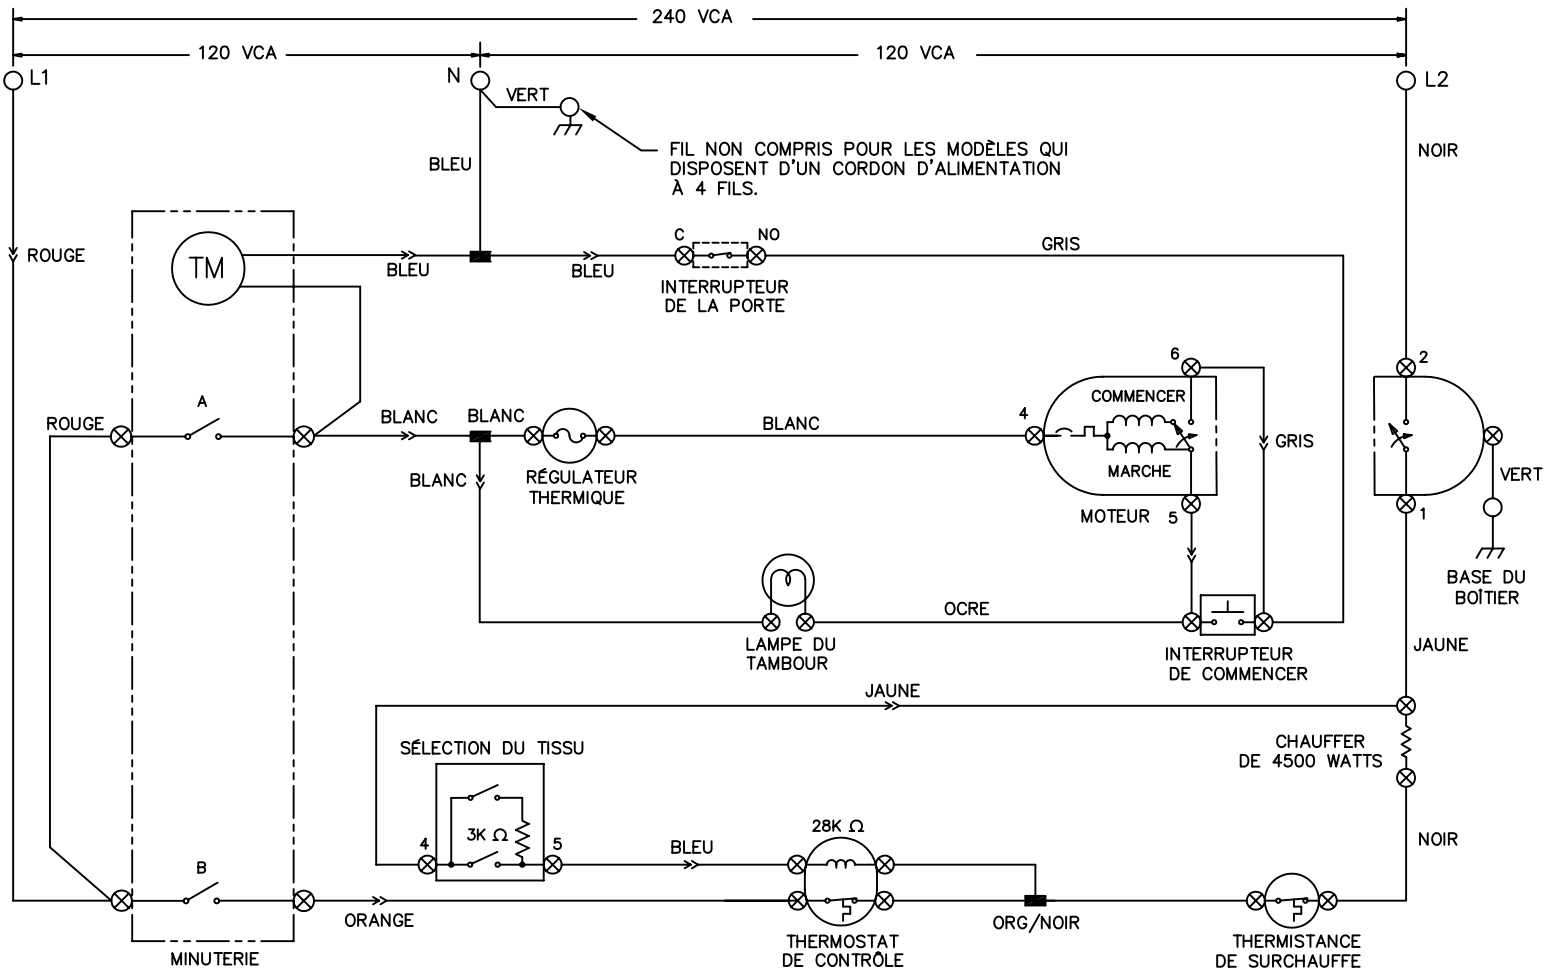 240 VCA
120 VCA
120 VCA
L1
N
L2
VERT
FIL NON COMPRIS POUR LES MODÈLES QUI
DISPOSENT D'UN CORDON D'ALIMENTATION
À 4 FILS.
BLEU
NOIR
ROUGE
TM
BLEU
BLEU
C
NO
GRIS
INTERRUPTEUR
DE LA PORTE
6
2
A
ROUGE
BLANC
BLANC
BLANC
4
COMMENCER
MARCHE
GRIS
BLANC
RÉGULATEUR
THERMIQUE
MOTEUR
5
1
VERT
BASE DU
BOÎTIER
OCRE
LAMPE DU
TAMBOUR
INTERRUPTEUR
DE COMMENCER
JAUNE
JAUNE
SÉLECTION DU TISSU
CHAUFFER
DE 4500 WATTS
3K Ω
4
5
BLEU
28K Ω
NOIR
B
ORANGE
ORG/NOIR
THERMOSTAT
DE CONTRÔLE
THERMISTANCE
DE SURCHAUFFE
MINUTERIE